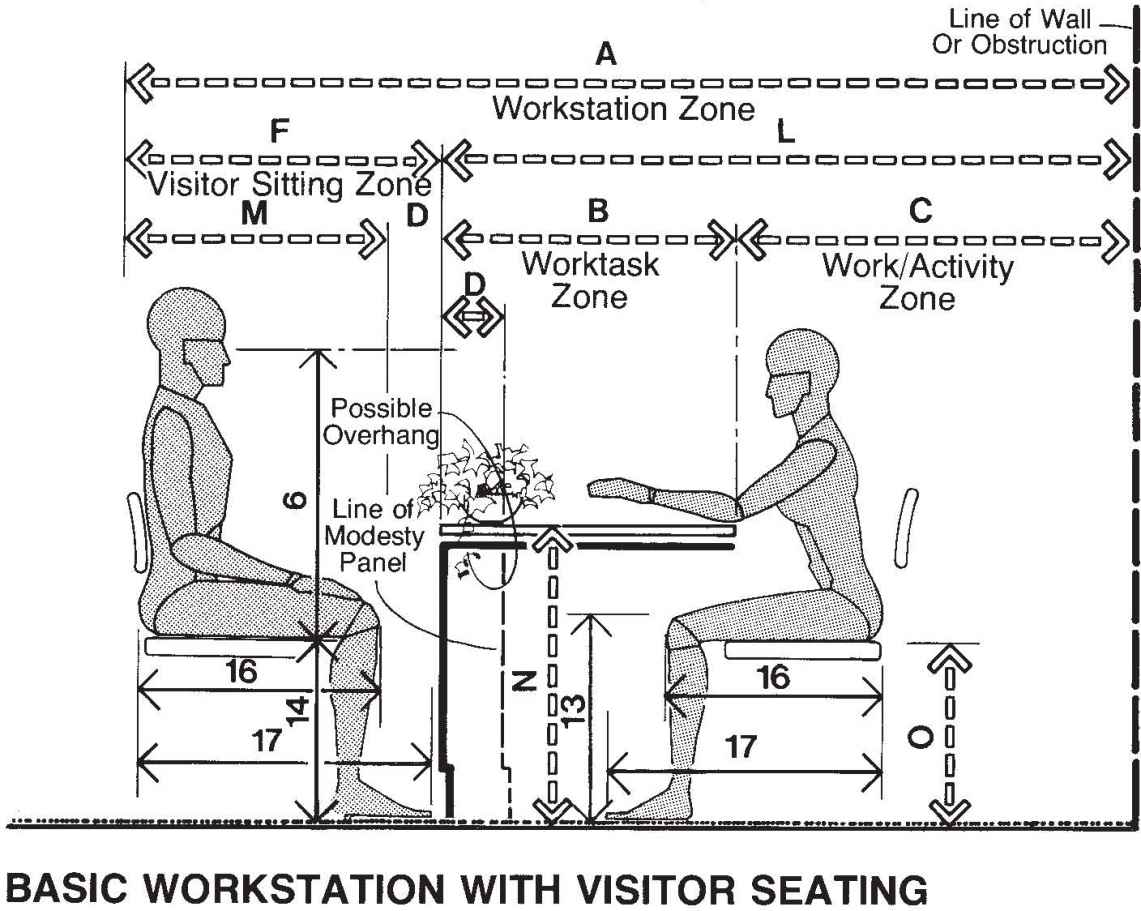 Line of Wall
Or Obstruction
A
Workstation Zone
F
L
Visitor Sitting Zone
M
D
B
C
Worktask
Zone
Work/Activity
Zone
D
Possible
Overhang
6
Line of
Modesty
Panel
16
14
17
N
13
16
17
O
BASIC WORKSTATION WITH VISITOR SEATING